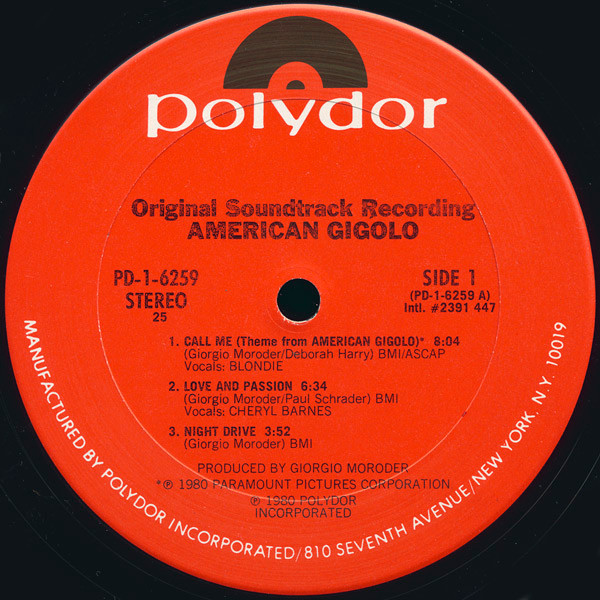 polydor
Original Soundtrack Recording
AMERICAN GIGOLO
PD-1-6259
STEREO
25
SIDE 1
(PD-1-6259 A)
Intl. #2391 447
1. CALL ME (Theme from AMERICAN GIGOLO)* 8:04
(Giorgio Moroder/Deborah Harry) BMI/ASCAP
Vocals: BLONDIE
2. LOVE AND PASSION 6:34
(Giorgio Moroder/Paul Schrader) BMI
Vocals: CHERYL BARNES
3. NIGHT DRIVE 3:52
(Giorgio Moroder) BMI
PRODUCED BY GIORGIO MORODER
*℗ 1980 PARAMOUNT PICTURES CORPORATION
℗ 1980 POLYDOR
INCORPORATED
MANUFACTURED BY POLYDOR INCORPORATED/810 SEVENTH AVENUE/NEW YORK, N.Y. 10019